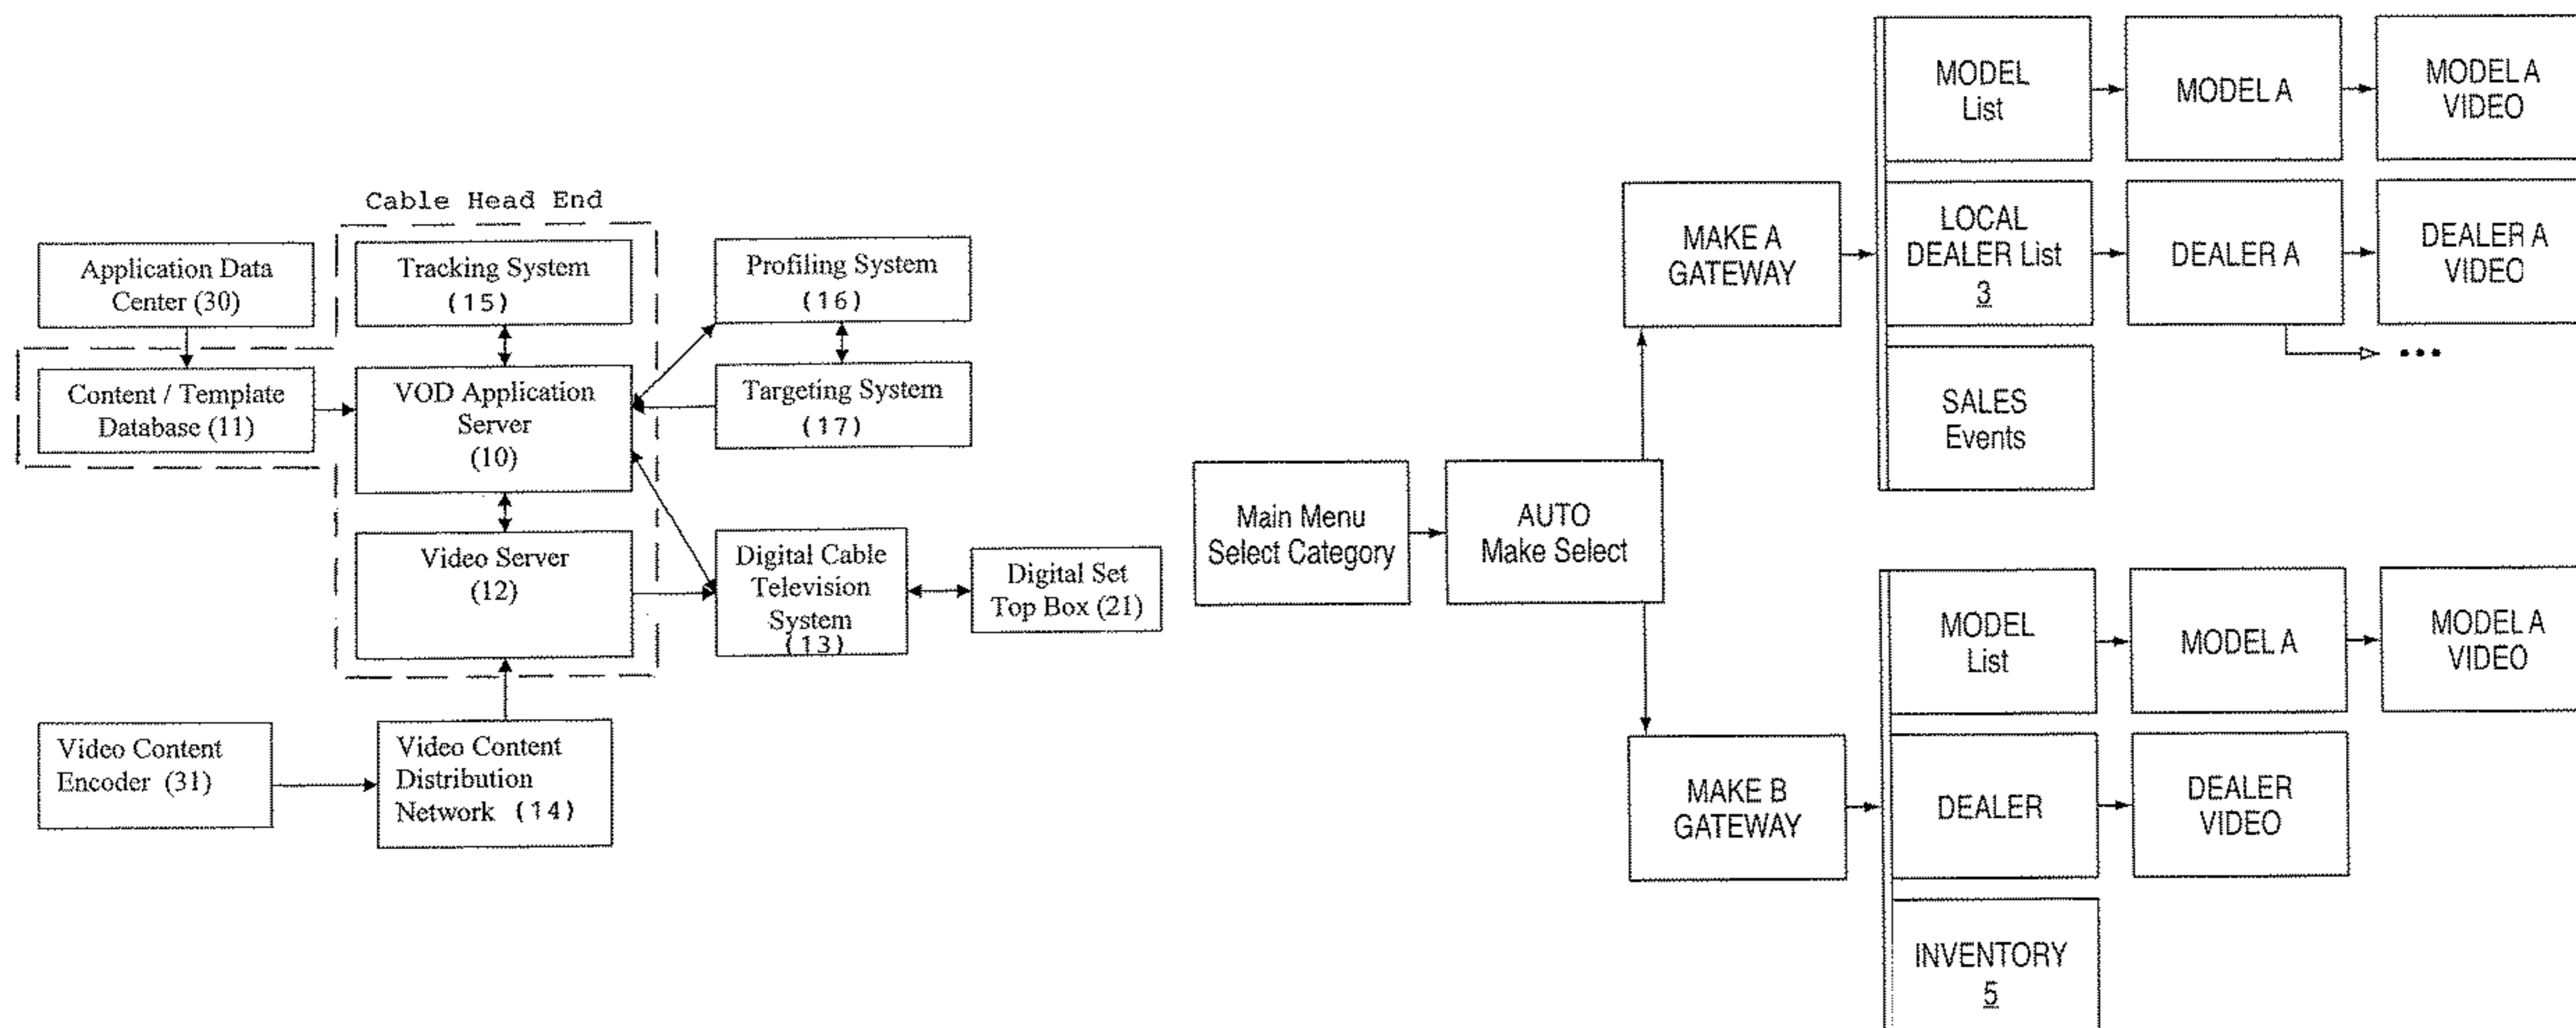 Cable Head End
Application Data
Center (30)
Tracking System
(15)
Profiling System
(16)
Content / Template
Database (11)
VOD Application
Server
(10)
Targeting System
(17)
Video Server
(12)
Digital Cable
Television
System
(13)
Digital Set
Top Box (21)
Video Content
Encoder (31)
Video Content
Distribution
Network (14)
Main Menu
Select Category
AUTO
Make Select
MAKE A
GATEWAY
MODEL
List
MODEL A
MODEL A
VIDEO
LOCAL
DEALER List
3
DEALER A
DEALER A
VIDEO
•••
SALES
Events
MAKE B
GATEWAY
MODEL
List
MODEL A
MODEL A
VIDEO
DEALER
DEALER
VIDEO
INVENTORY
5